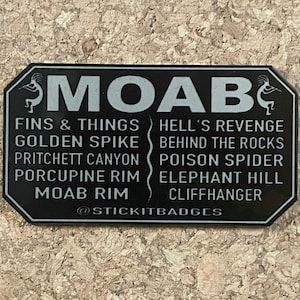 MOAB
FINS & THINGS
GOLDEN SPIKE
PRITCHETT CANYON
PORCUPINE RIM
MOAB RIM
HELL'S REVENGE
BEHIND THE ROCKS
POISON SPIDER
ELEPHANT HILL
CLIFFHANGER
@STICKITBADGES